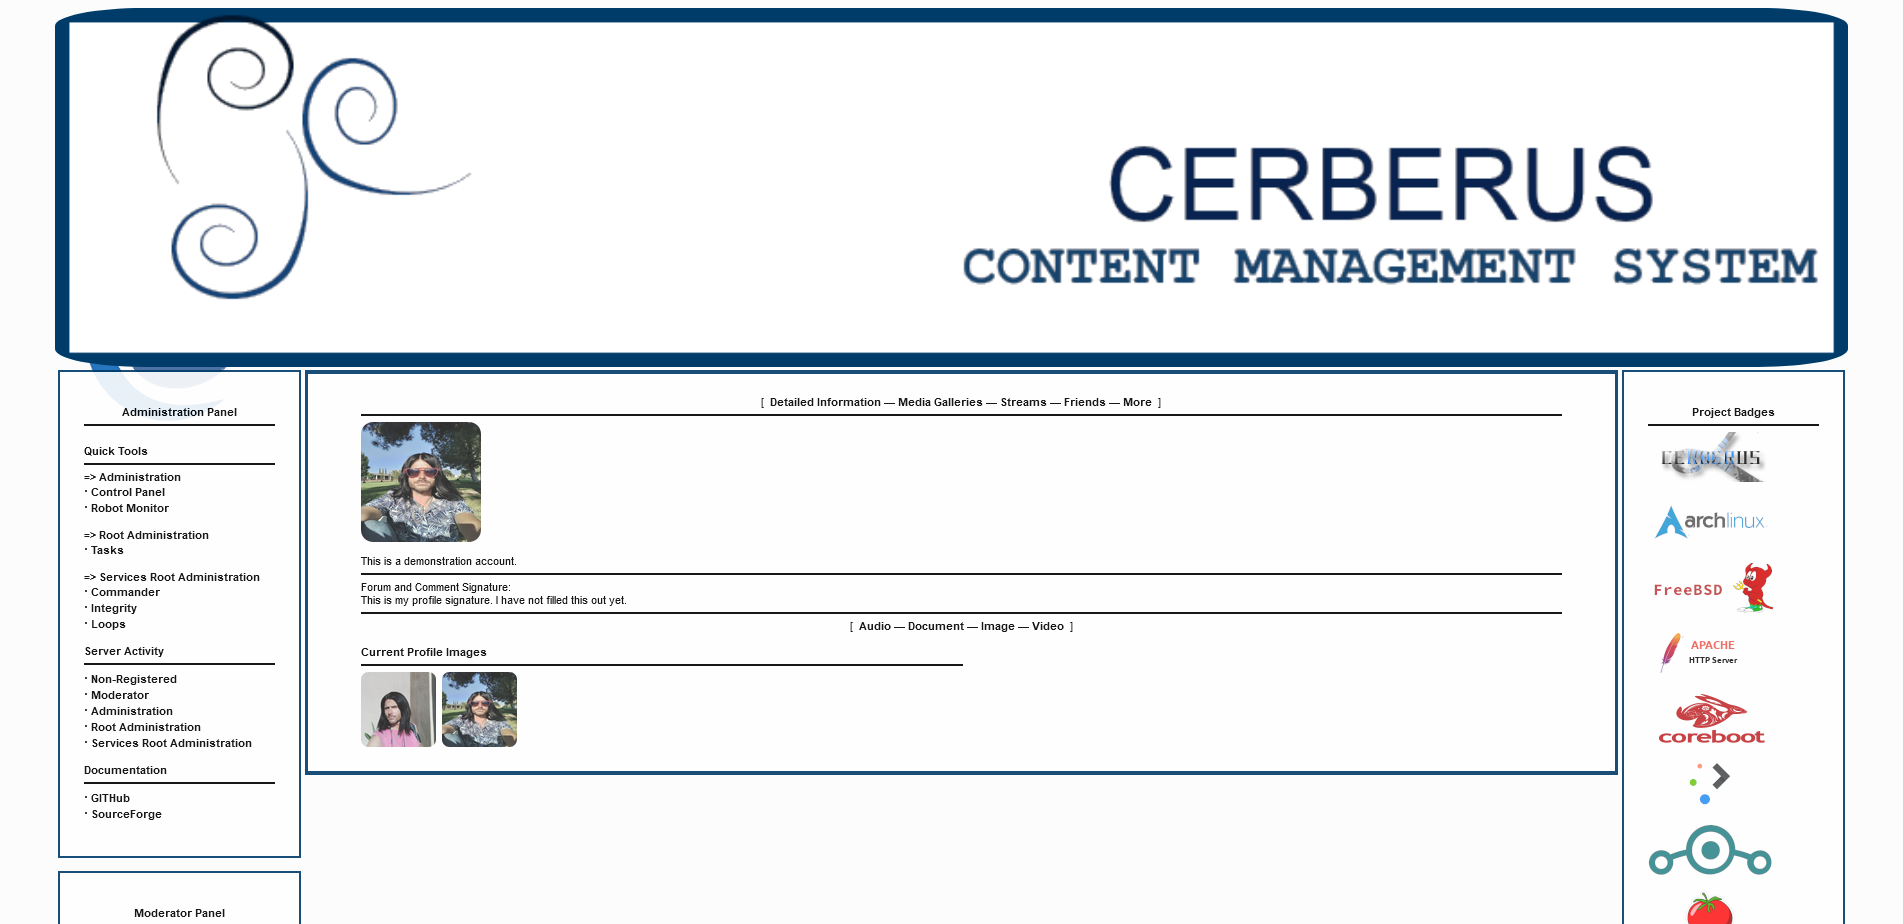 CERBERUS
CONTENT MANAGEMENT SYSTEM
Administration Panel
Quick Tools
=> Administration
· Control Panel
· Robot Monitor
=> Root Administration
· Tasks
=> Services Root Administration
· Commander
· Integrity
· Loops
Server Activity
· Non-Registered
· Moderator
· Administration
· Root Administration
· Services Root Administration
Documentation
· GITHub
· SourceForge
Moderator Panel
[ Detailed Information — Media Galleries — Streams — Friends — More ]
This is a demonstration account.
Forum and Comment Signature:
This is my profile signature. I have not filled this out yet.
[ Audio — Document — Image — Video ]
Current Profile Images
Project Badges
CERBERUS
archlinux
FreeBSD
APACHE
HTTP Server
coreboot